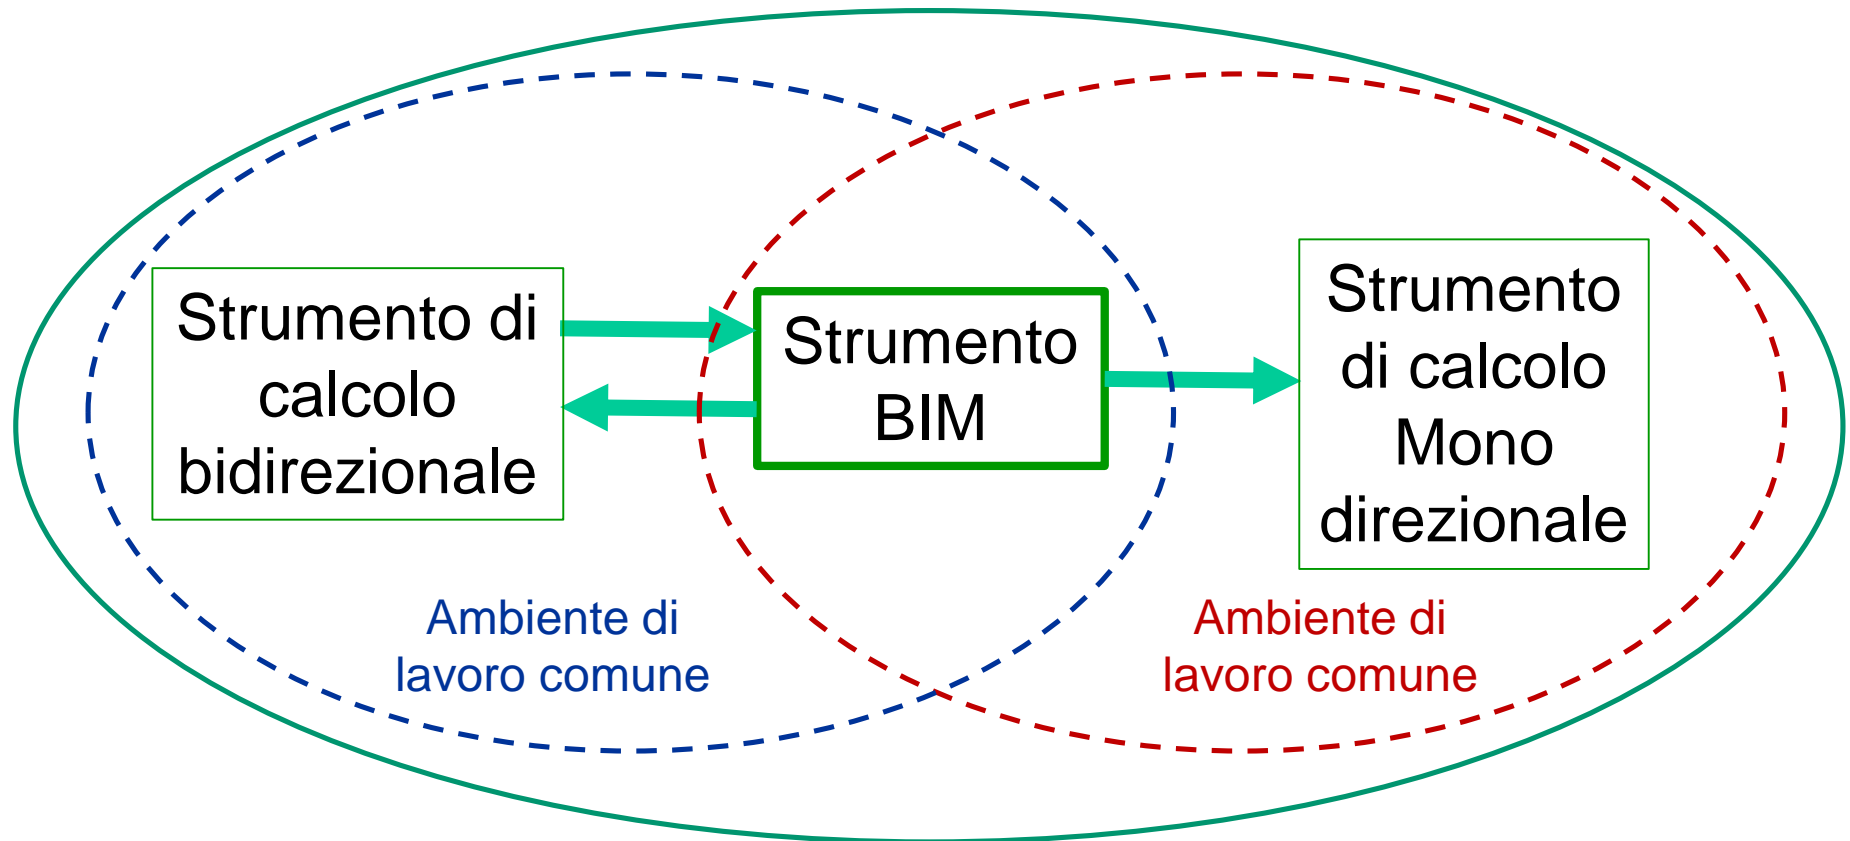 Strumento di
calcolo
bidirezionale
Strumento
BIM
Strumento
di calcolo
Mono
direzionale
Ambiente di
lavoro comune
Ambiente di
lavoro comune